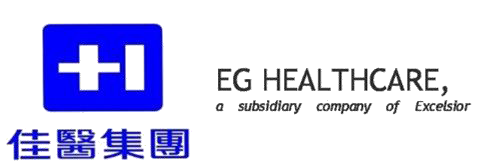 佳醫集團
EG HEALTHCARE,
a subsidiary company of Excelsior